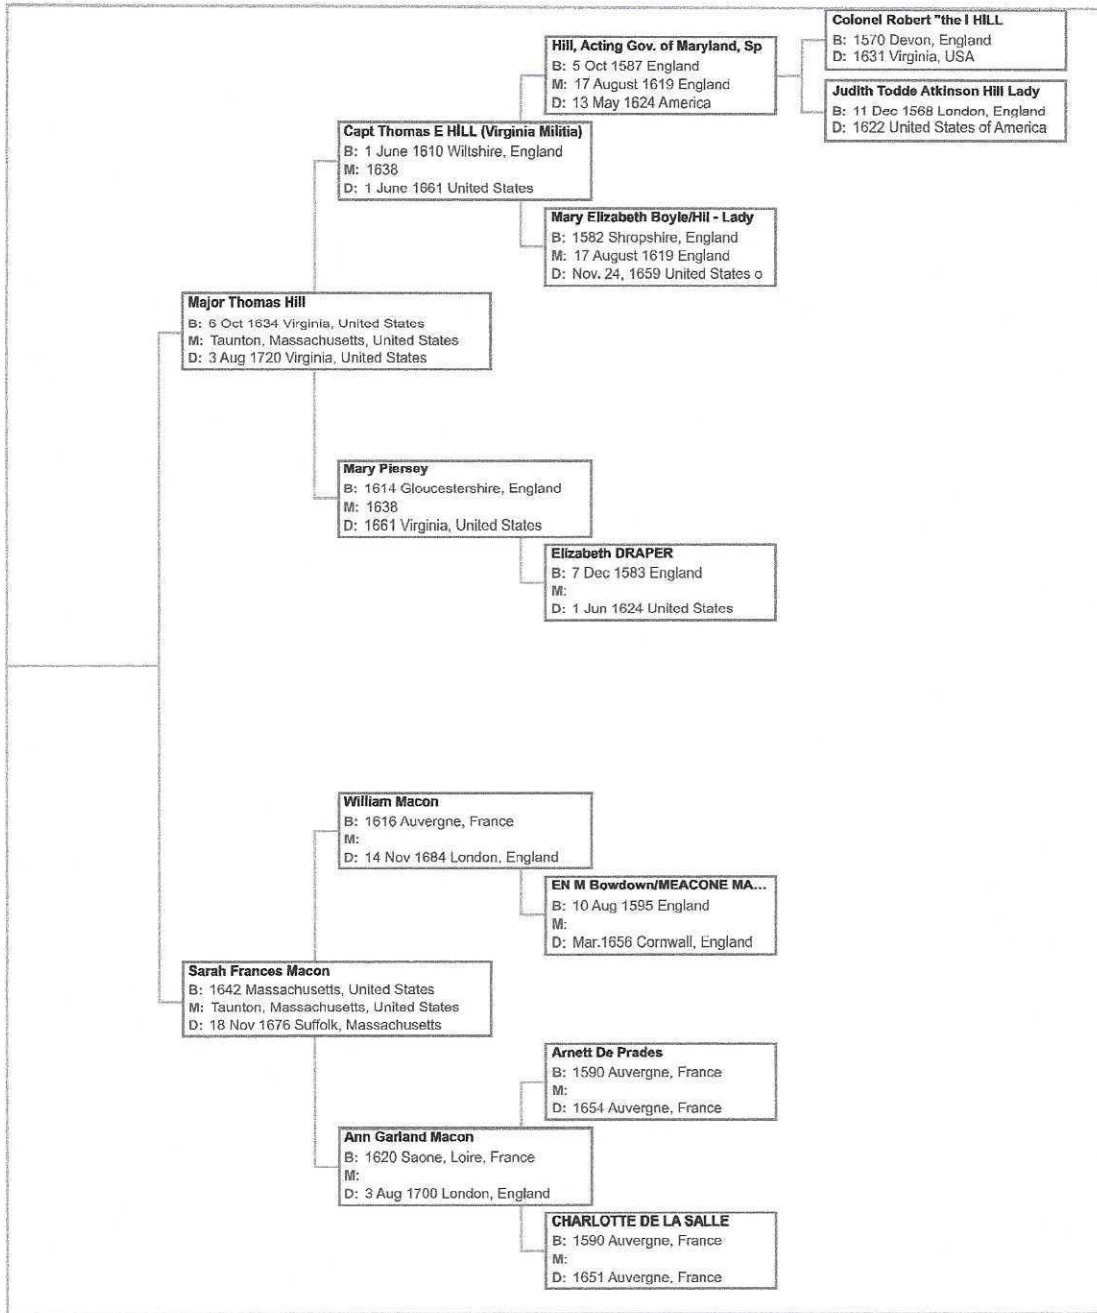 Colonel Robert "the I HILL
B: 1570 Devon, England
D: 1631 Virginia, USA
Hill, Acting Gov. of Maryland, Sp
B: 5 Oct 1587 England
M: 17 August 1619 England
D: 13 May 1624 America
Judith Todde Atkinson Hill Lady
B: 11 Dec 1568 London, England
D: 1622 United States of America
Capt Thomas E HILL (Virginia Militia)
B: 1 June 1610 Wiltshire, England
M: 1638
D: 1 June 1661 United States
Mary Elizabeth Boyle/Hil - Lady
B: 1582 Shropshire, England
M: 17 August 1619 England
D: Nov. 24, 1659 United States o
Major Thomas Hill
B: 6 Oct 1634 Virginia, United States
M: Taunton, Massachusetts, United States
D: 3 Aug 1720 Virginia, United States
Mary Piersey
B: 1614 Gloucestershire, England
M: 1638
D: 1661 Virginia, United States
Elizabeth DRAPER
B: 7 Dec 1583 England
M:
D: 1 Jun 1624 United States
William Macon
B: 1616 Auvergne, France
M:
D: 14 Nov 1684 London, England
EN M Bowdown/MEACONE MA...
B: 10 Aug 1595 England
M:
D: Mar.1656 Cornwall, England
Sarah Frances Macon
B: 1642 Massachusetts, United States
M: Taunton, Massachusetts, United States
D: 18 Nov 1676 Suffolk, Massachusetts
Arnett De Prades
B: 1590 Auvergne, France
M:
D: 1654 Auvergne, France
Ann Garland Macon
B: 1620 Saone, Loire, France
M:
D: 3 Aug 1700 London, England
CHARLOTTE DE LA SALLE
B: 1590 Auvergne, France
M:
D: 1651 Auvergne, France